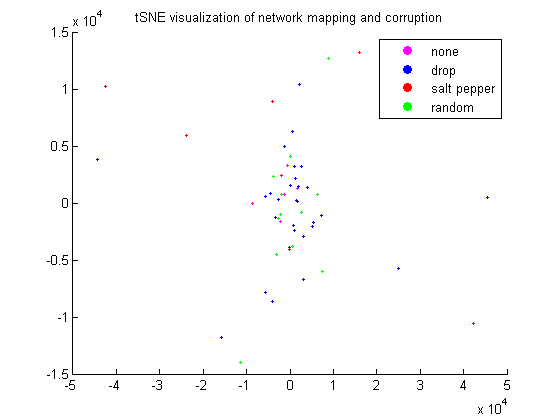 x 10^4
tSNE visualization of network mapping and corruption
1.5
none
drop
salt pepper
random
1
0.5
0
-0.5
-1
-1.5
-5 -4 -3 -2 -1 0 1 2 3 4 5
x 10^4